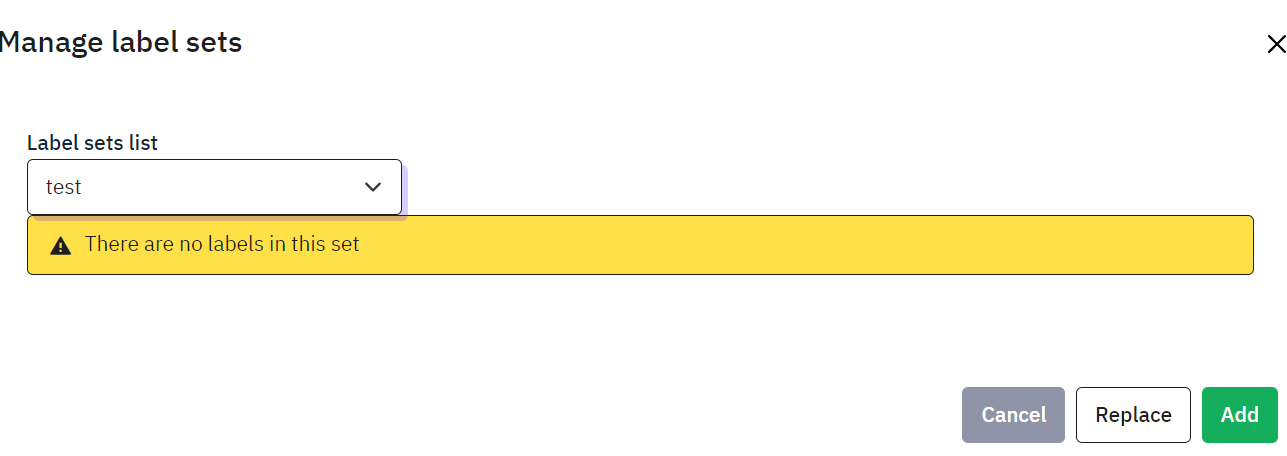 Manage label sets
Label sets list
test
There are no labels in this set
Cancel
Replace
Add